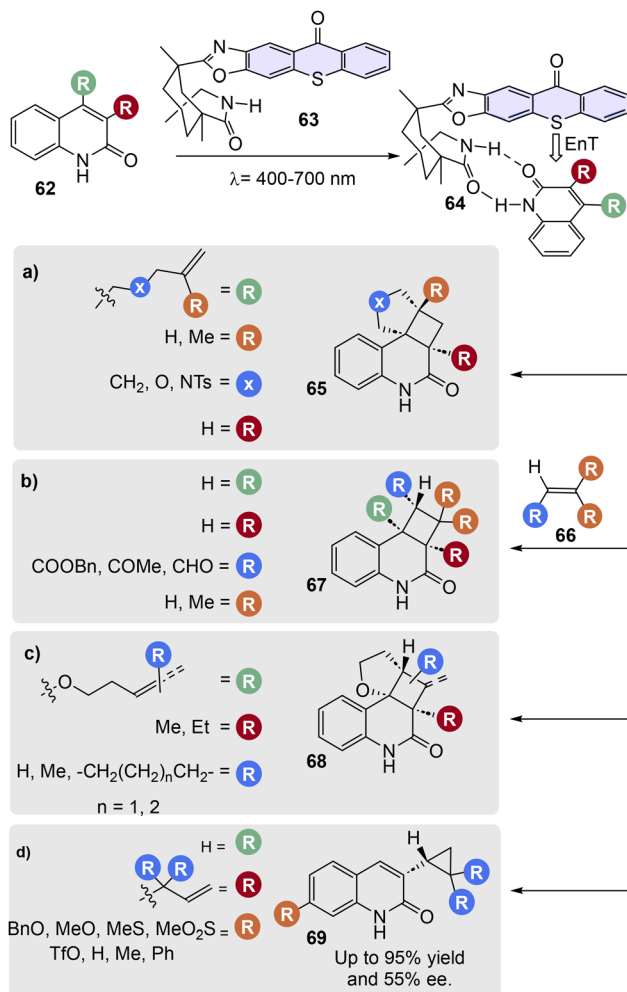 R
R
N
H
O
62
O
N
O
S
N
H
O
63
λ= 400-700 nm
O
N
O
S
EnT
N
H
O
O
H
N
R
R
64
a)
x
R
= R
H, Me = R
CH₂, O, NTs = x
H = R
x
R
R
N
H
O
65
b)
H = R
H = R
COOBn, COMe, CHO = R
H, Me = R
R
H
R
R
R
R
N
H
O
67
H
R
R
R
66
c)
R
O
= R
Me, Et = R
H, Me, -CH₂(CH₂)ₙCH₂- = R
n = 1, 2
H
R
O
R
N
H
O
68
d)
H = R
R R
= R
BnO, MeO, MeS, MeO₂S = R
TfO, H, Me, Ph
H
R
R
R
N
H
O
69
Up to 95% yield
and 55% ee.